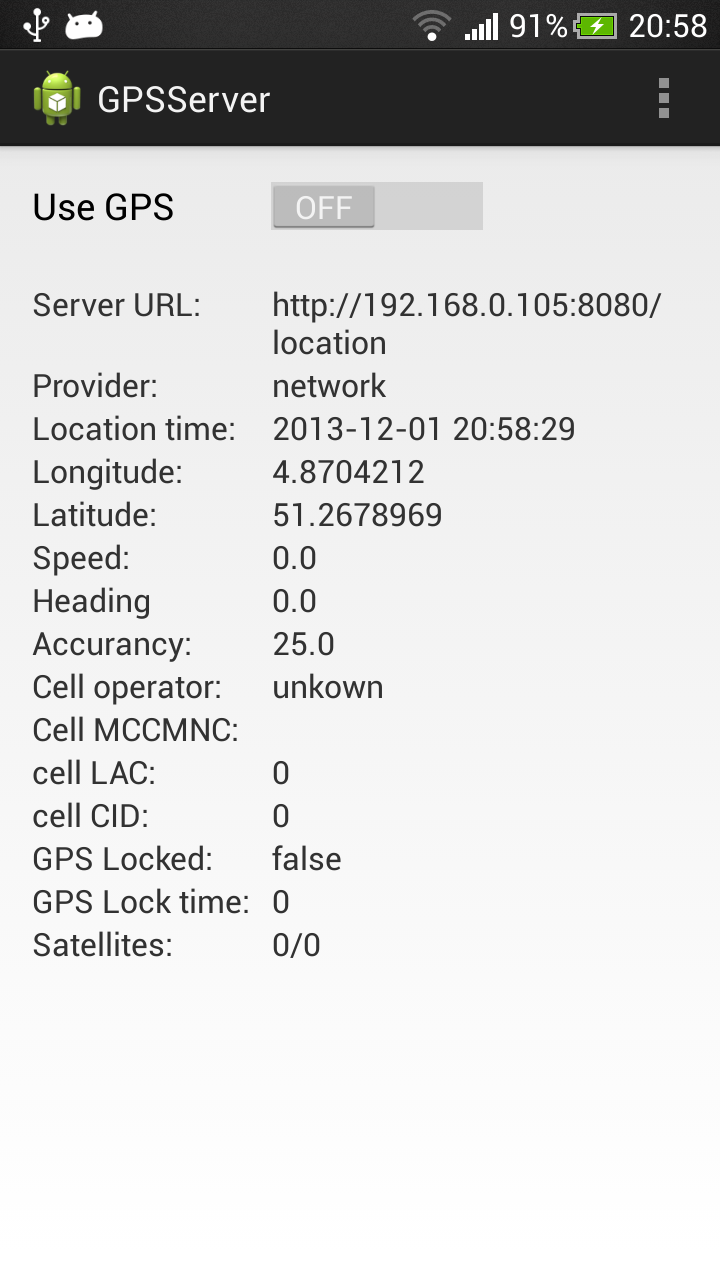 91% 20:58
GPSServer
Use GPS OFF
Server URL: http://192.168.0.105:8080/
location
Provider: network
Location time: 2013-12-01 20:58:29
Longitude: 4.8704212
Latitude: 51.2678969
Speed: 0.0
Heading 0.0
Accurancy: 25.0
Cell operator: unkown
Cell MCCMNC:
cell LAC: 0
cell CID: 0
GPS Locked: false
GPS Lock time: 0
Satellites: 0/0